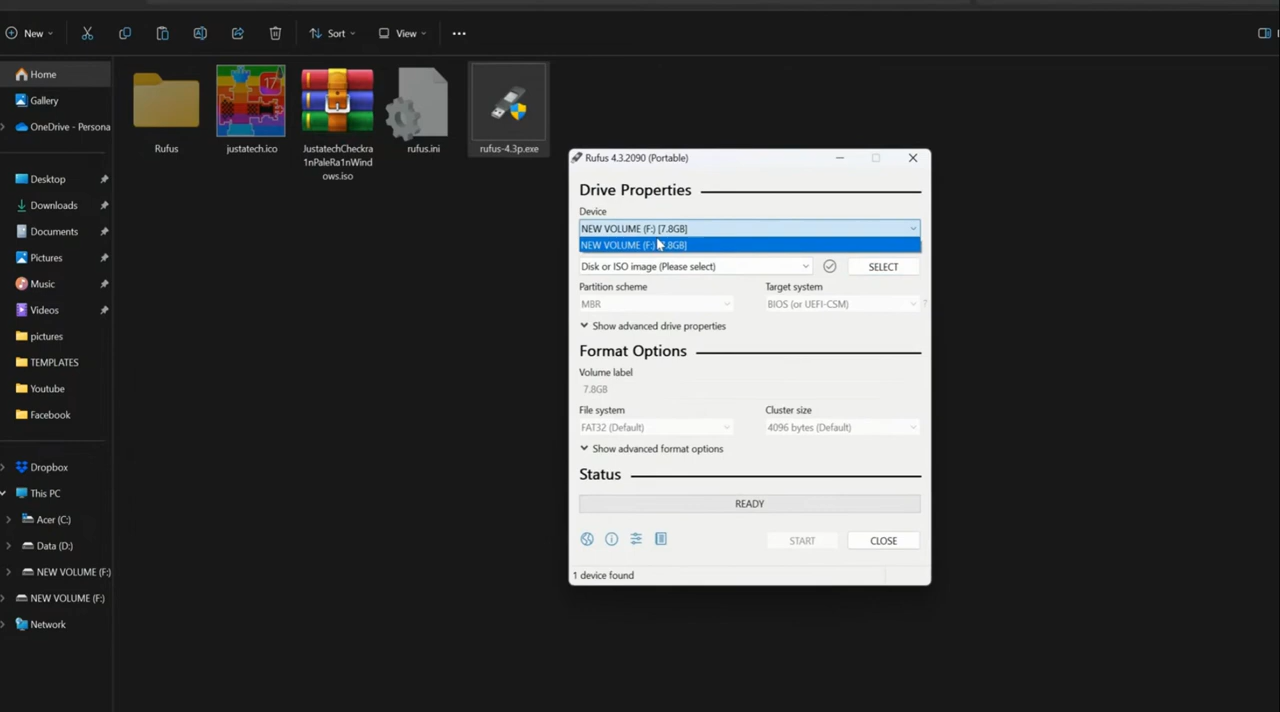 New
Sort
View
Home
Gallery
OneDrive - Persona
Desktop
Downloads
Documents
Pictures
Music
Videos
pictures
TEMPLATES
Youtube
Facebook
Dropbox
This PC
Acer (C:)
Data (D:)
NEW VOLUME (F:)
NEW VOLUME (F:)
Network
Rufus
justatech.ico
JustatechCheckra
1nPaleRa1nWind
ows.iso
rufus.ini
rufus-4.3p.exe
17
Rufus 4.3.2090 (Portable)
Drive Properties
Device
NEW VOLUME (F:) [7.8GB]
NEW VOLUME (F:) .8GB]
Disk or ISO image (Please select)
SELECT
Partition scheme
Target system
MBR
BIOS (or UEFI-CSM)
?
Show advanced drive properties
Format Options
Volume label
7.8GB
File system
Cluster size
FAT32 (Default)
4096 bytes (Default)
Show advanced format options
Status
READY
START
CLOSE
1 device found